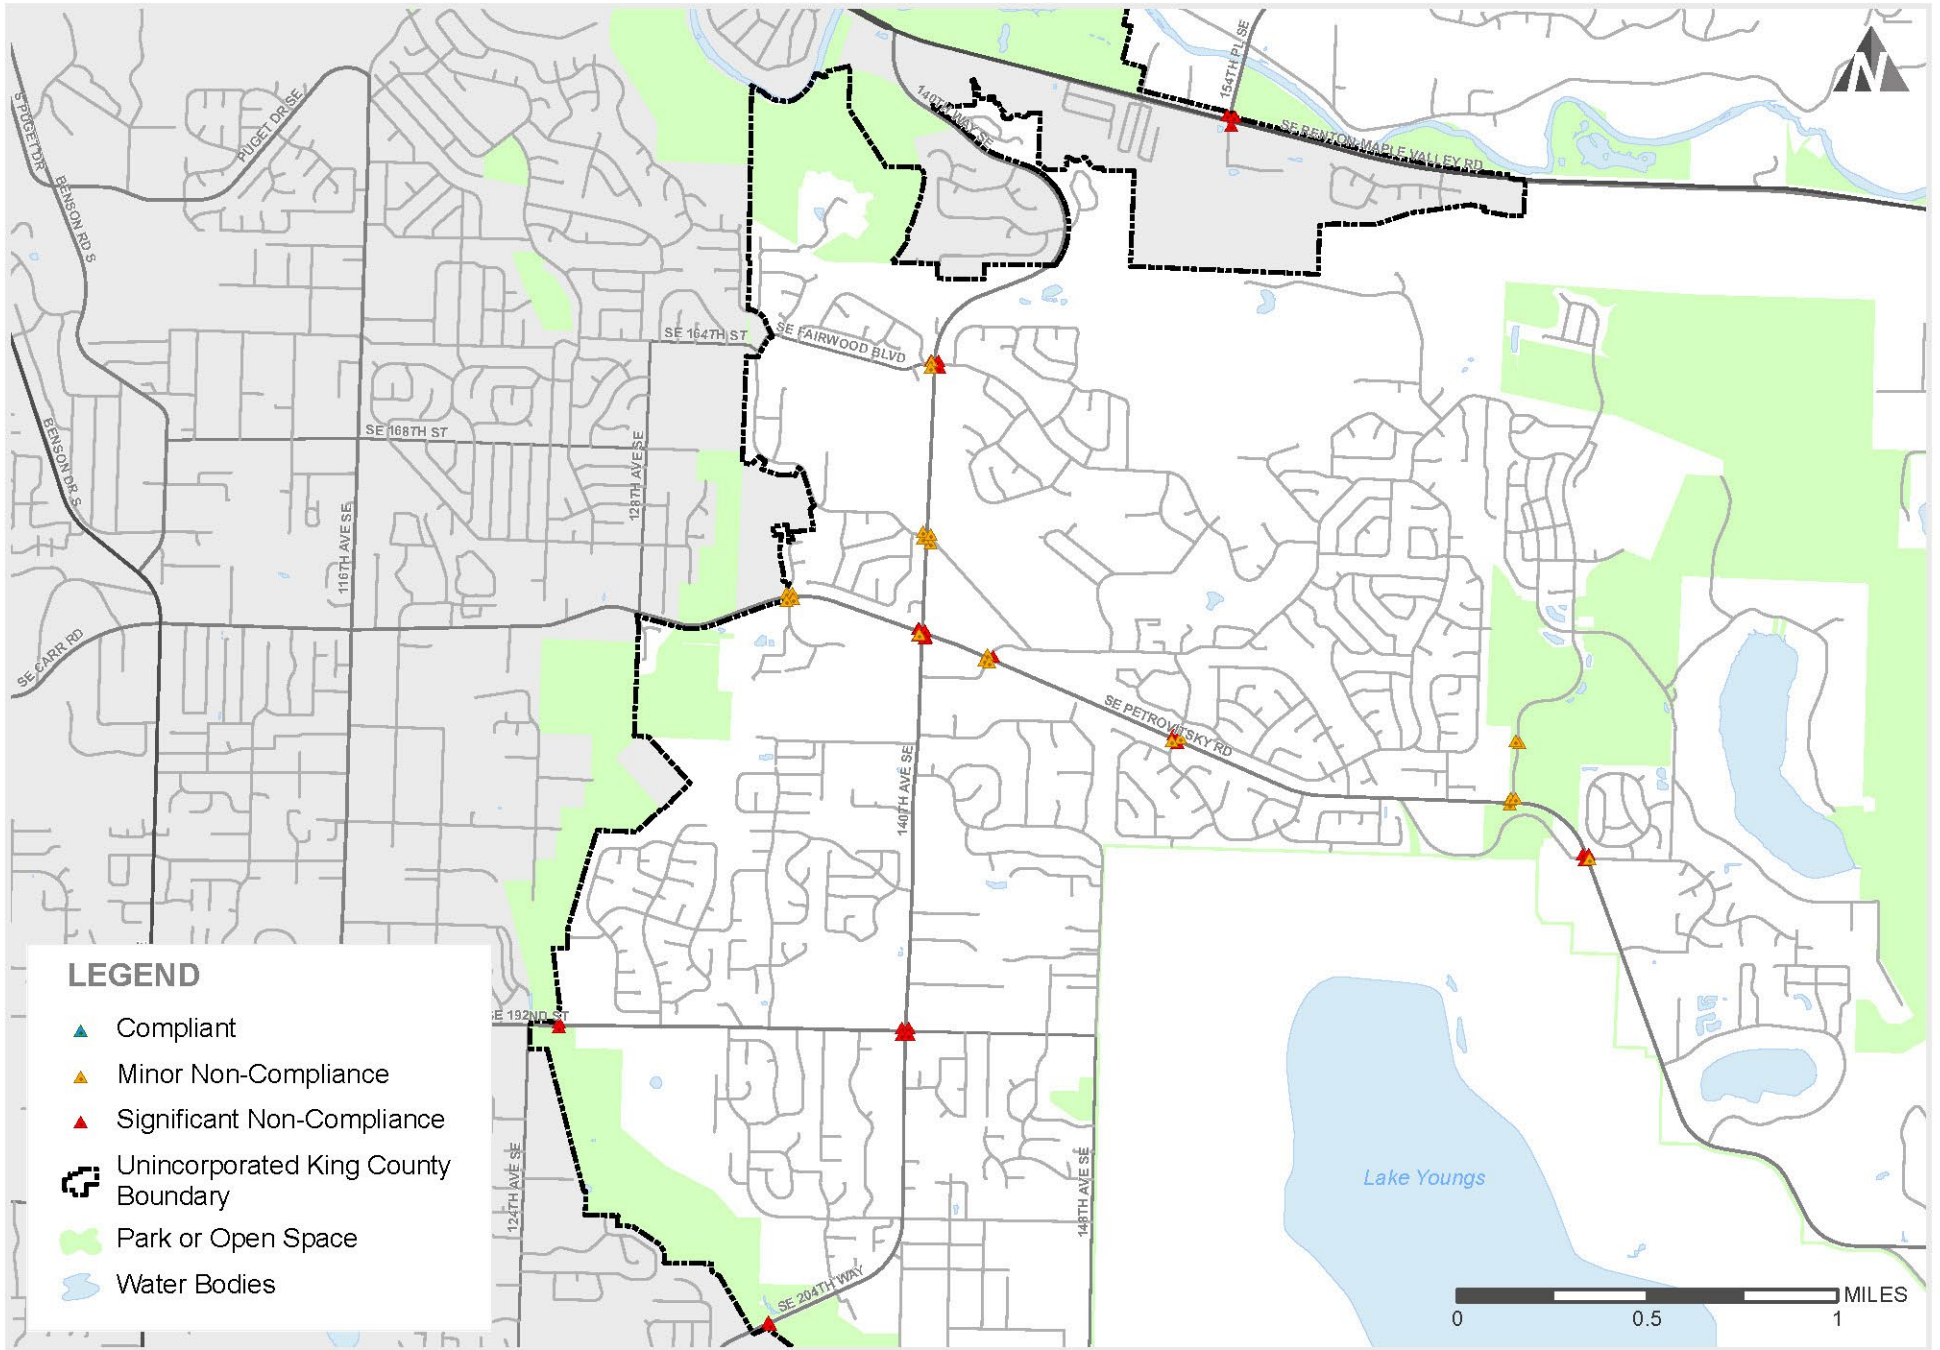 N
154TH PL SE
S PUGET DR
PUGET DR SE
140TH WAY SE
SE RENTON-MAPLE VALLEY RD
BENSON RD S
SE 164TH ST
SE FAIRWOOD BLVD
BENSON DR S
SE 168TH ST
128TH AVE SE
116TH AVE SE
SE CARR RD
SE PETROVITSKY RD
140TH AVE SE
SE 192ND ST
124TH AVE SE
148TH AVE SE
SE 204TH WAY
Lake Youngs
LEGEND
Compliant
Minor Non-Compliance
Significant Non-Compliance
Unincorporated King County
Boundary
Park or Open Space
Water Bodies
MILES
0 0.5 1